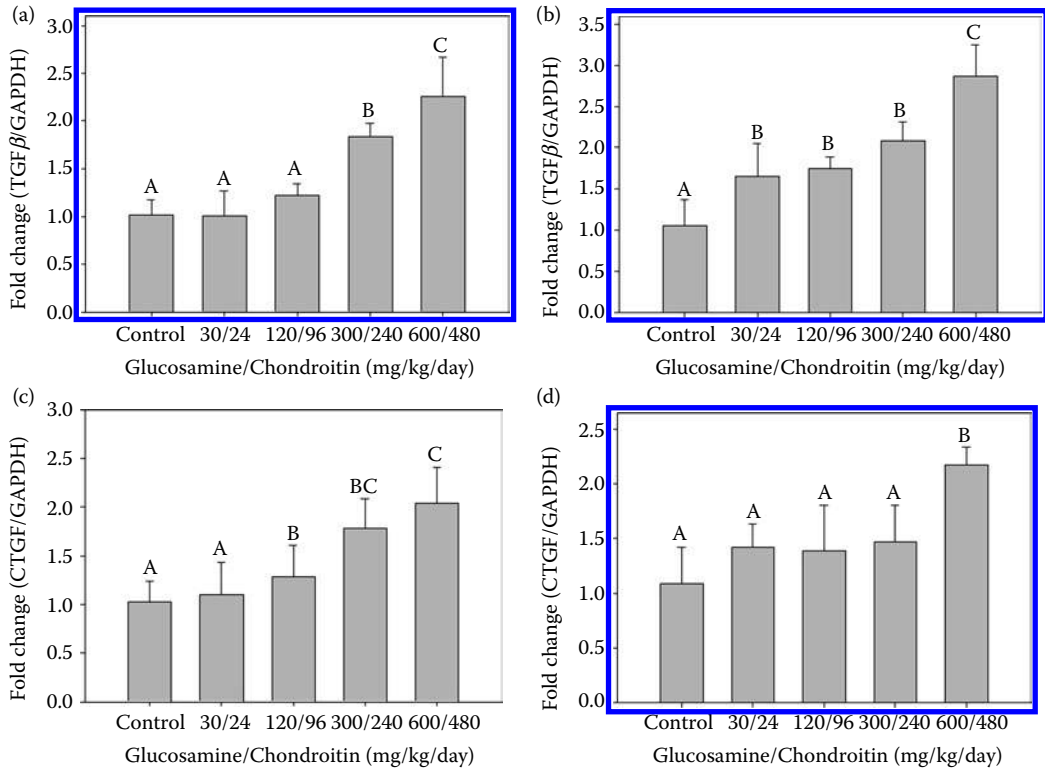 (a)
Fold change (TGFβ/GAPDH)
3.0
2.5
2.0
1.5
1.0
0.5
0.0
A
A
A
B
C
Control 30/24 120/96 300/240 600/480
Glucosamine/Chondroitin (mg/kg/day)
(b)
Fold change (TGFβ/GAPDH)
3.5
3.0
3.5
2.0
1.5
1.0
0.5
0.0
A
B
B
B
C
Control 30/24 120/96 300/240 600/480
Glucosamine/Chondroitin (mg/kg/day)
(c)
Fold change (CTGF/GAPDH)
3.0
2.5
2.0
1.5
1.0
0.5
0.0
A
A
B
BC
C
Control 30/24 120/96 300/240 600/480
Glucosamine/Chondroitin (mg/kg/day)
(d)
Fold change (CTGF/GAPDH)
2.5
2.0
1.5
1.0
0.5
0.0
A
A
A
A
B
Control 30/24 120/96 300/240 600/480
Glucosamine/Chondroitin (mg/kg/day)